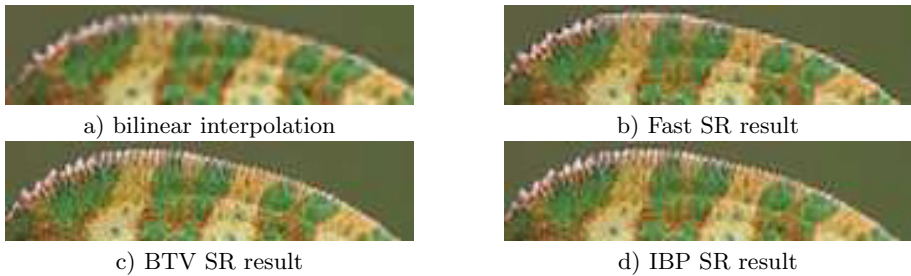 a) bilinear interpolation
b) Fast SR result
c) BTV SR result
d) IBP SR result